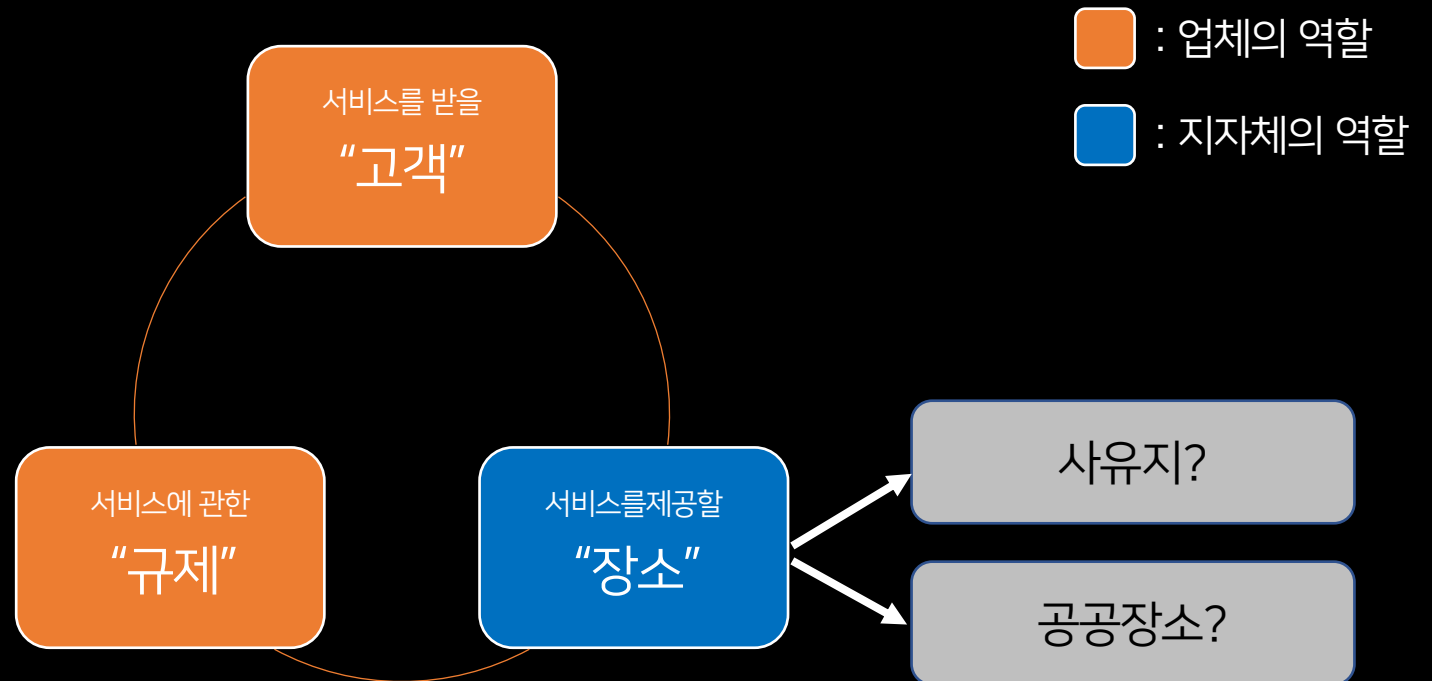 : 업체의 역할
: 지자체의 역할
서비스를 받을
“고객”
서비스에 관한
“규제”
서비스를제공할
“장소”
사유지?
공공장소?